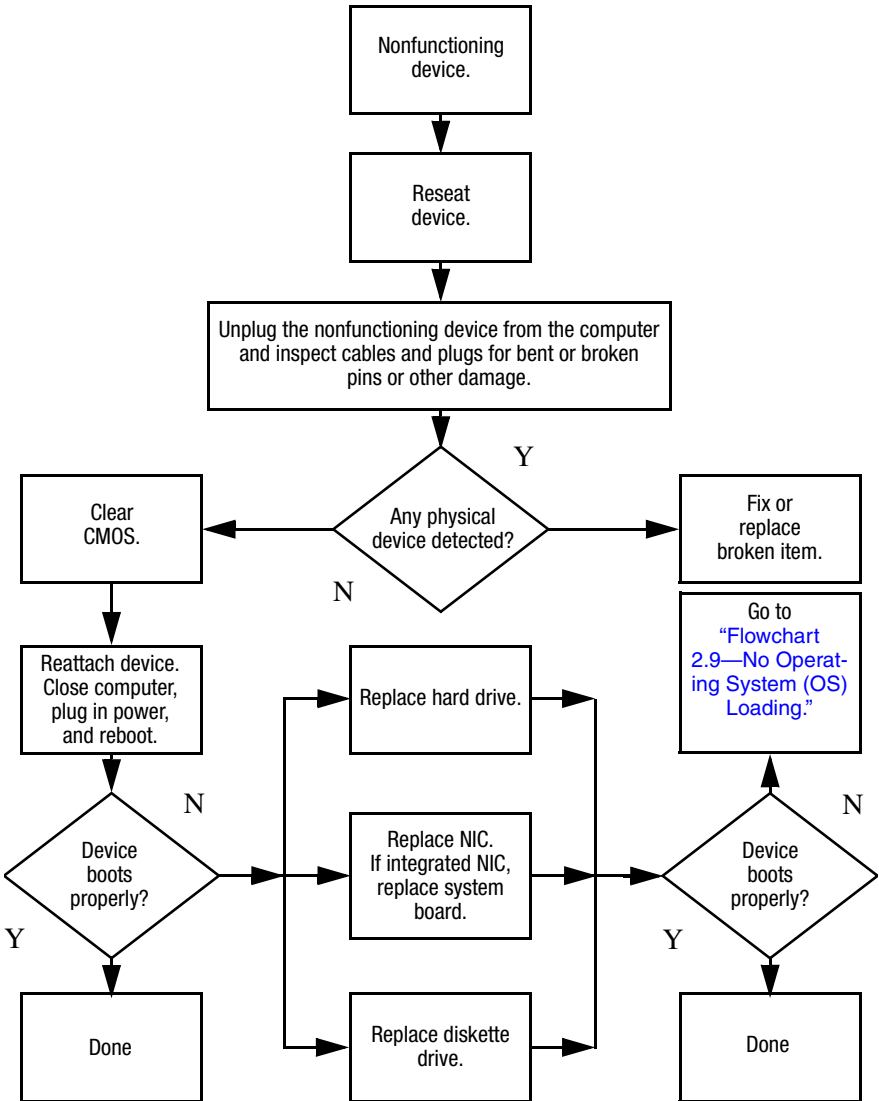 Nonfunctioning
device.
Reseat
device.
Unplug the nonfunctioning device from the computer
and inspect cables and plugs for bent or broken
pins or other damage.
Y
Clear
CMOS.
Any physical
device detected?
Fix or
replace
broken item.
N
Go to
“Flowchart
2.9—No Operat-
ing System (OS)
Loading.”
Reattach device.
Close computer,
plug in power,
and reboot.
Replace hard drive.
N
N
Device
boots
properly?
Replace NIC.
If integrated NIC,
replace system
board.
Device
boots
properly?
Y
Y
Done
Replace diskette
drive.
Done